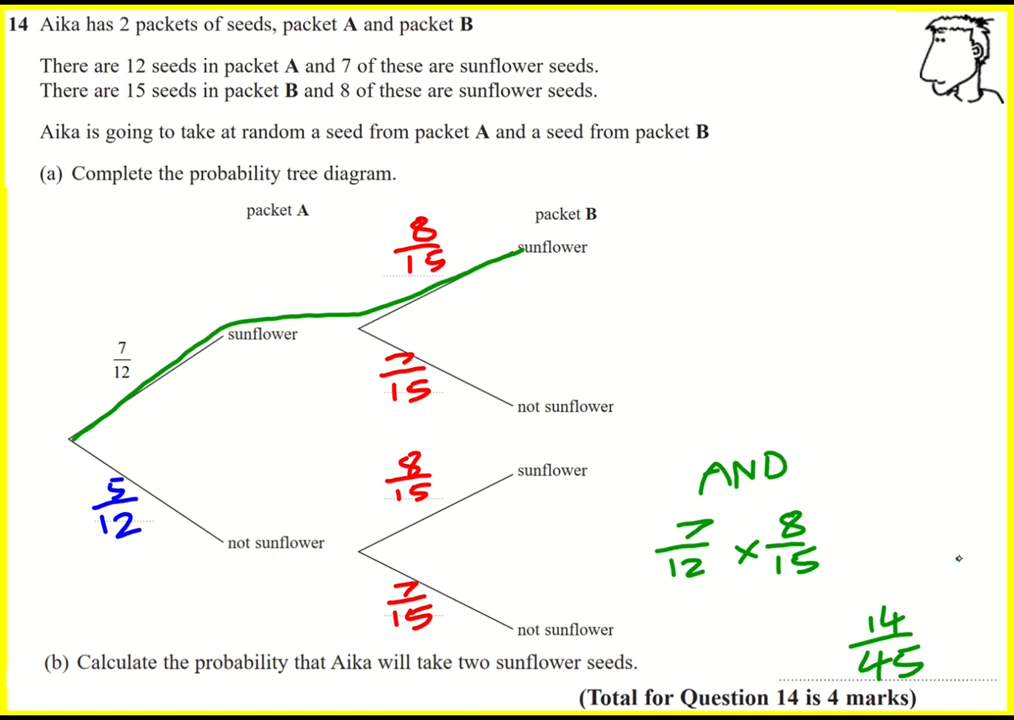 14 Aika has 2 packets of seeds, packet A and packet B
There are 12 seeds in packet A and 7 of these are sunflower seeds.
There are 15 seeds in packet B and 8 of these are sunflower seeds.
Aika is going to take at random a seed from packet A and a seed from packet B
(a) Complete the probability tree diagram.
packet A
packet B
8/15
sunflower
sunflower
7/12
7/15
not sunflower
8/15
sunflower
5/12
not sunflower
7/15
not sunflower
AND
7/12 × 8/15
14/45
(b) Calculate the probability that Aika will take two sunflower seeds.
(Total for Question 14 is 4 marks)